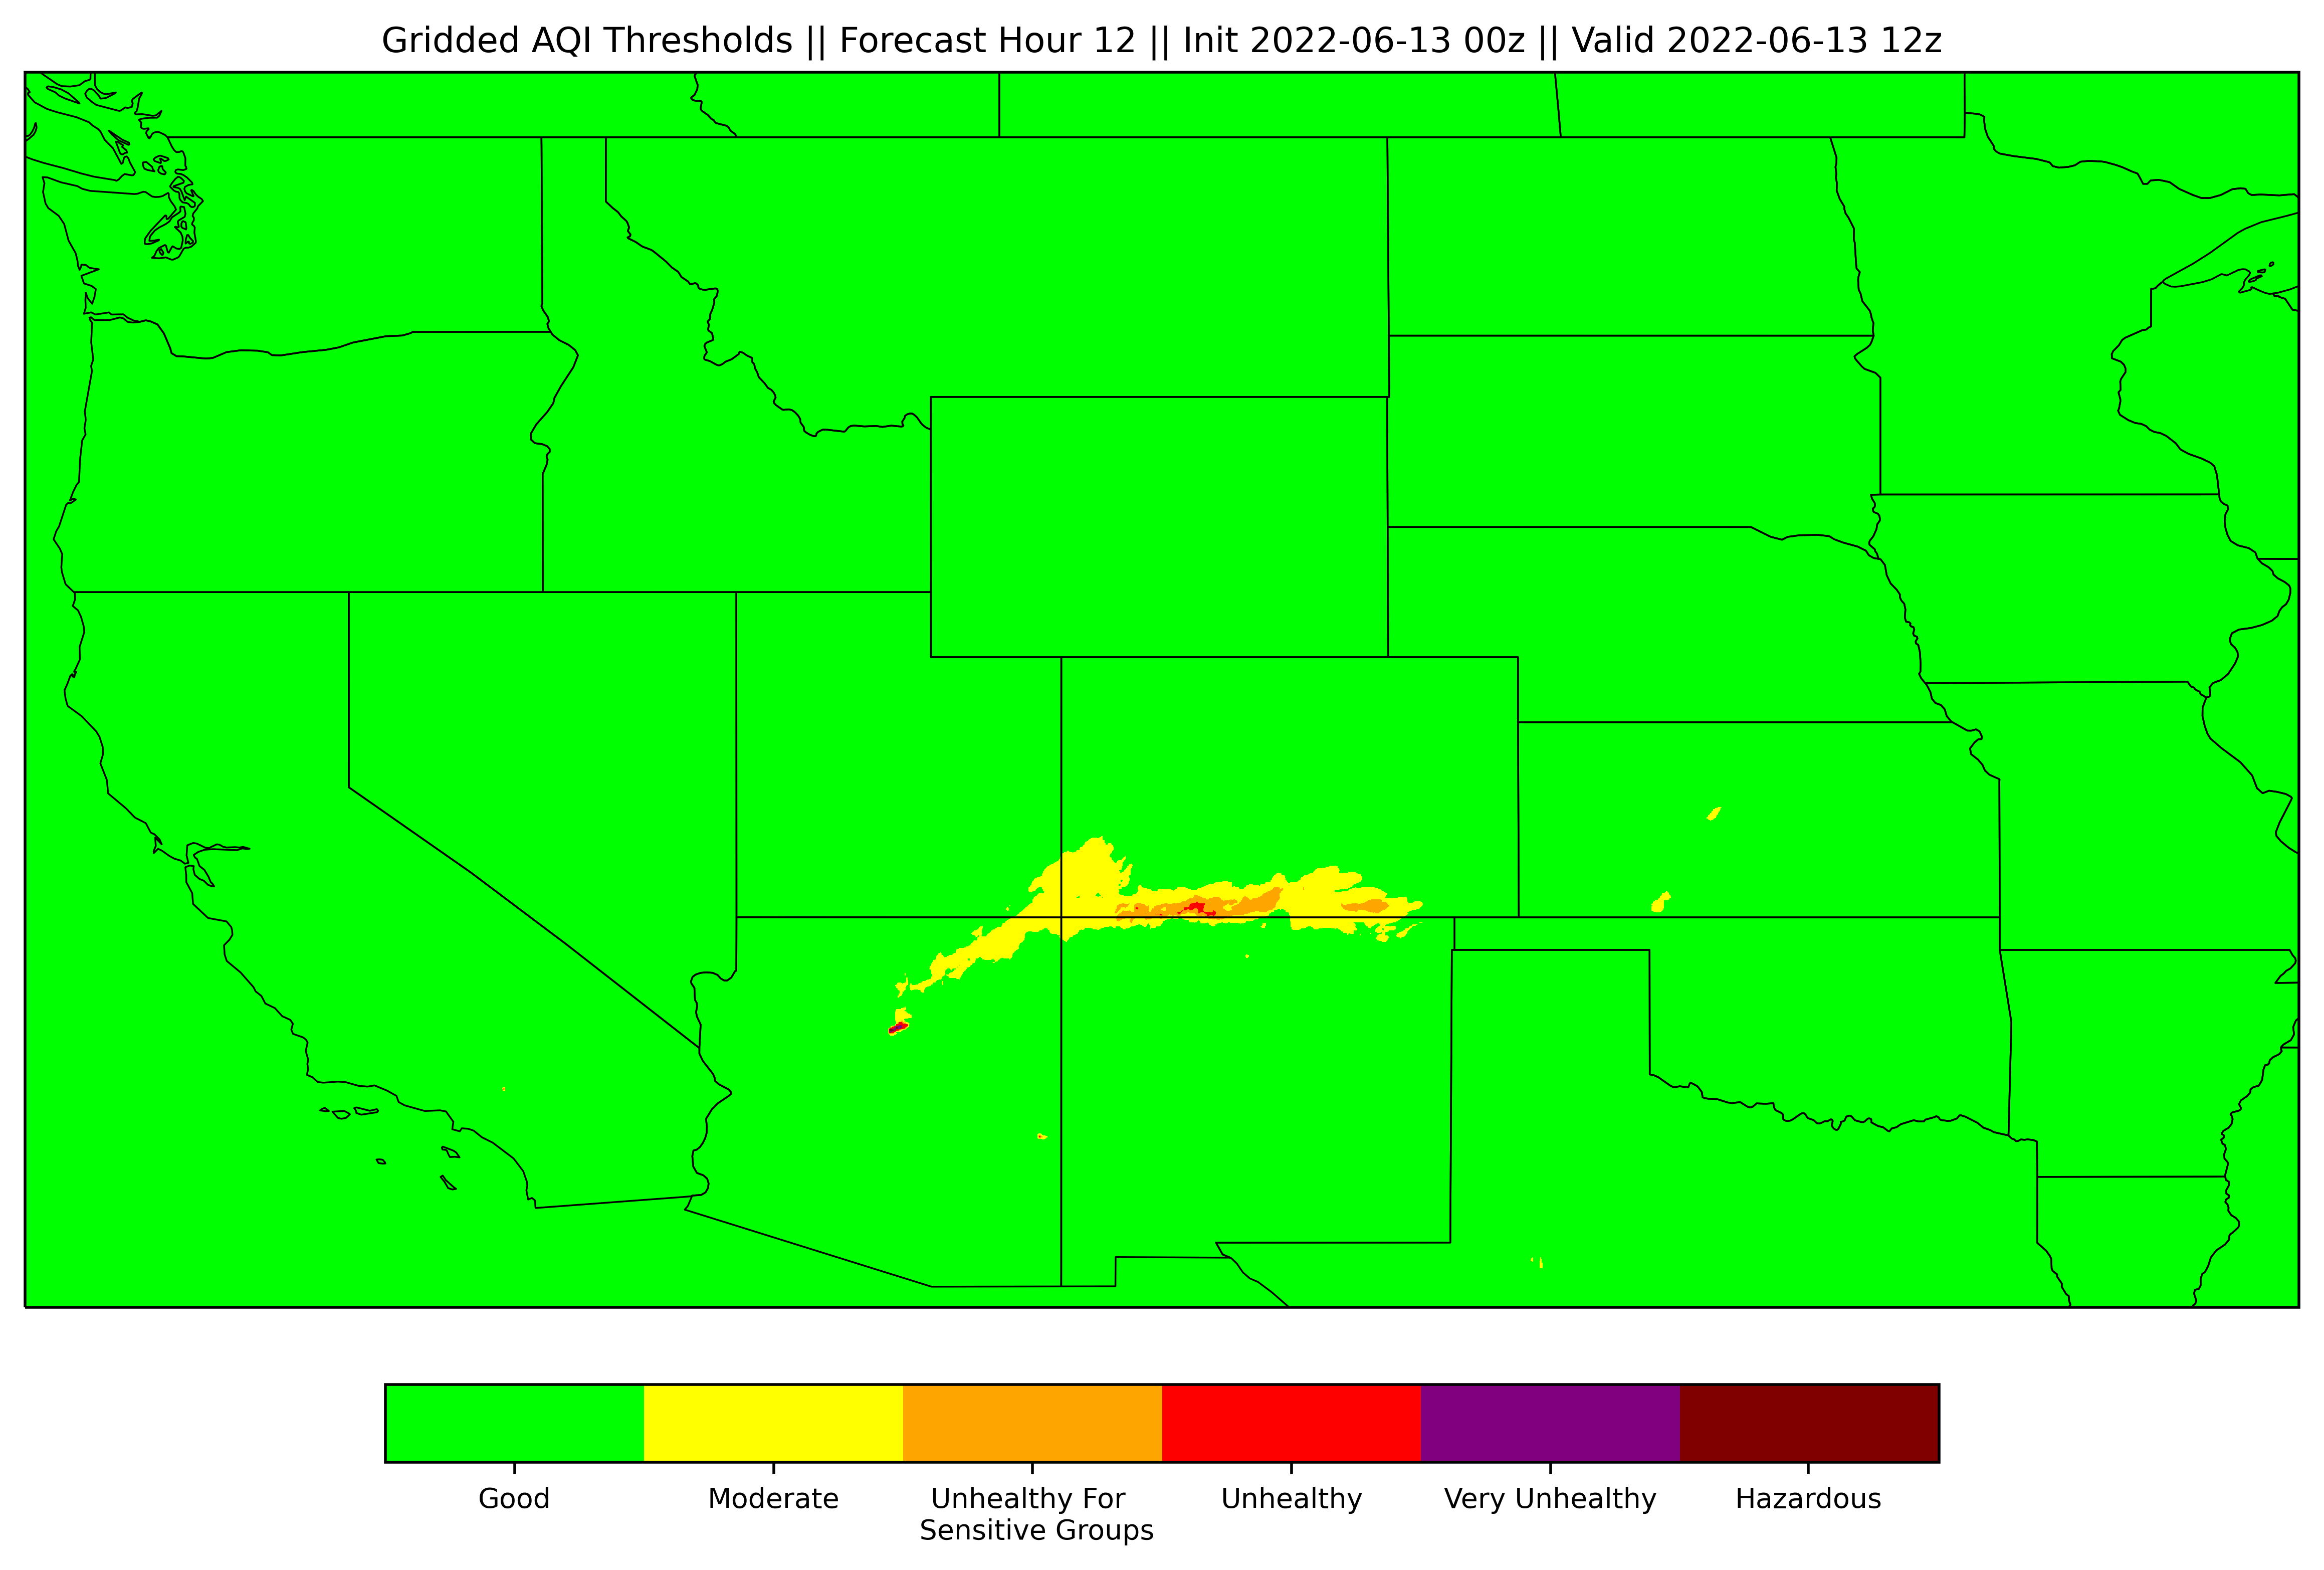 Gridded AQI Thresholds || Forecast Hour 12 || Init 2022-06-13 00z || Valid 2022-06-13 12z
Good
Moderate
Unhealthy For
Sensitive Groups
Unhealthy
Very Unhealthy
Hazardous